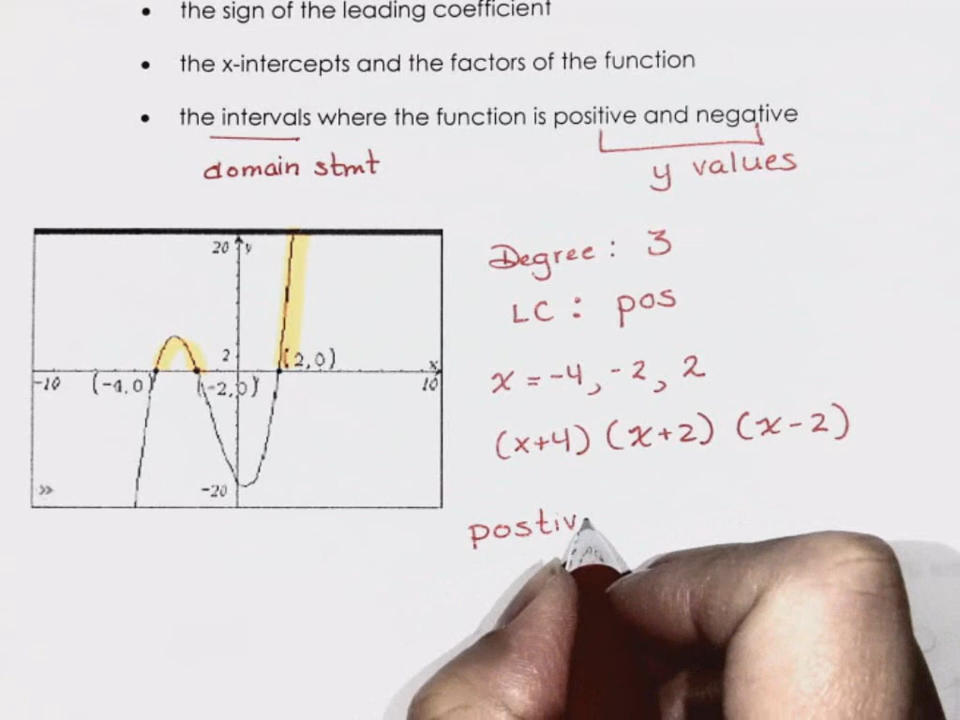 • the sign of the leading coefficient
• the x-intercepts and the factors of the function
• the intervals where the function is positive and negative
domain stmt
y values
20 y
2
(2,0)
x
-10 (-4,0) (-2,0) 10
-20
»
Degree : 3
LC : pos
x = -4, -2, 2
(x+4) (x+2) (x-2)
postiv